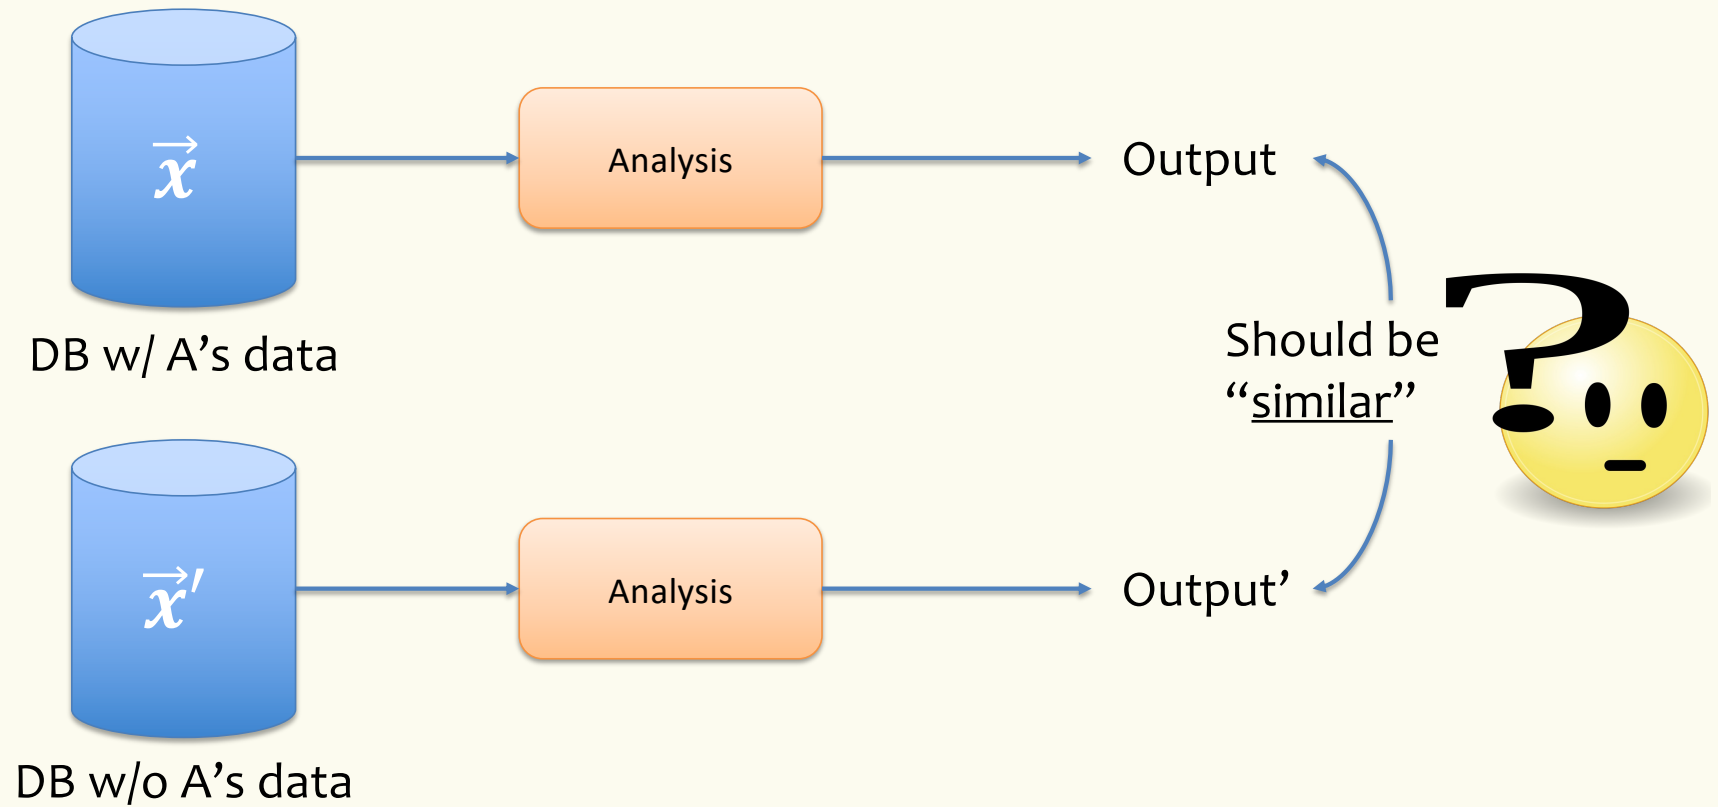 x⃗
Analysis
Output
DB w/ A’s data
Should be
“similar”
?
x⃗′
Analysis
Output’
DB w/o A’s data